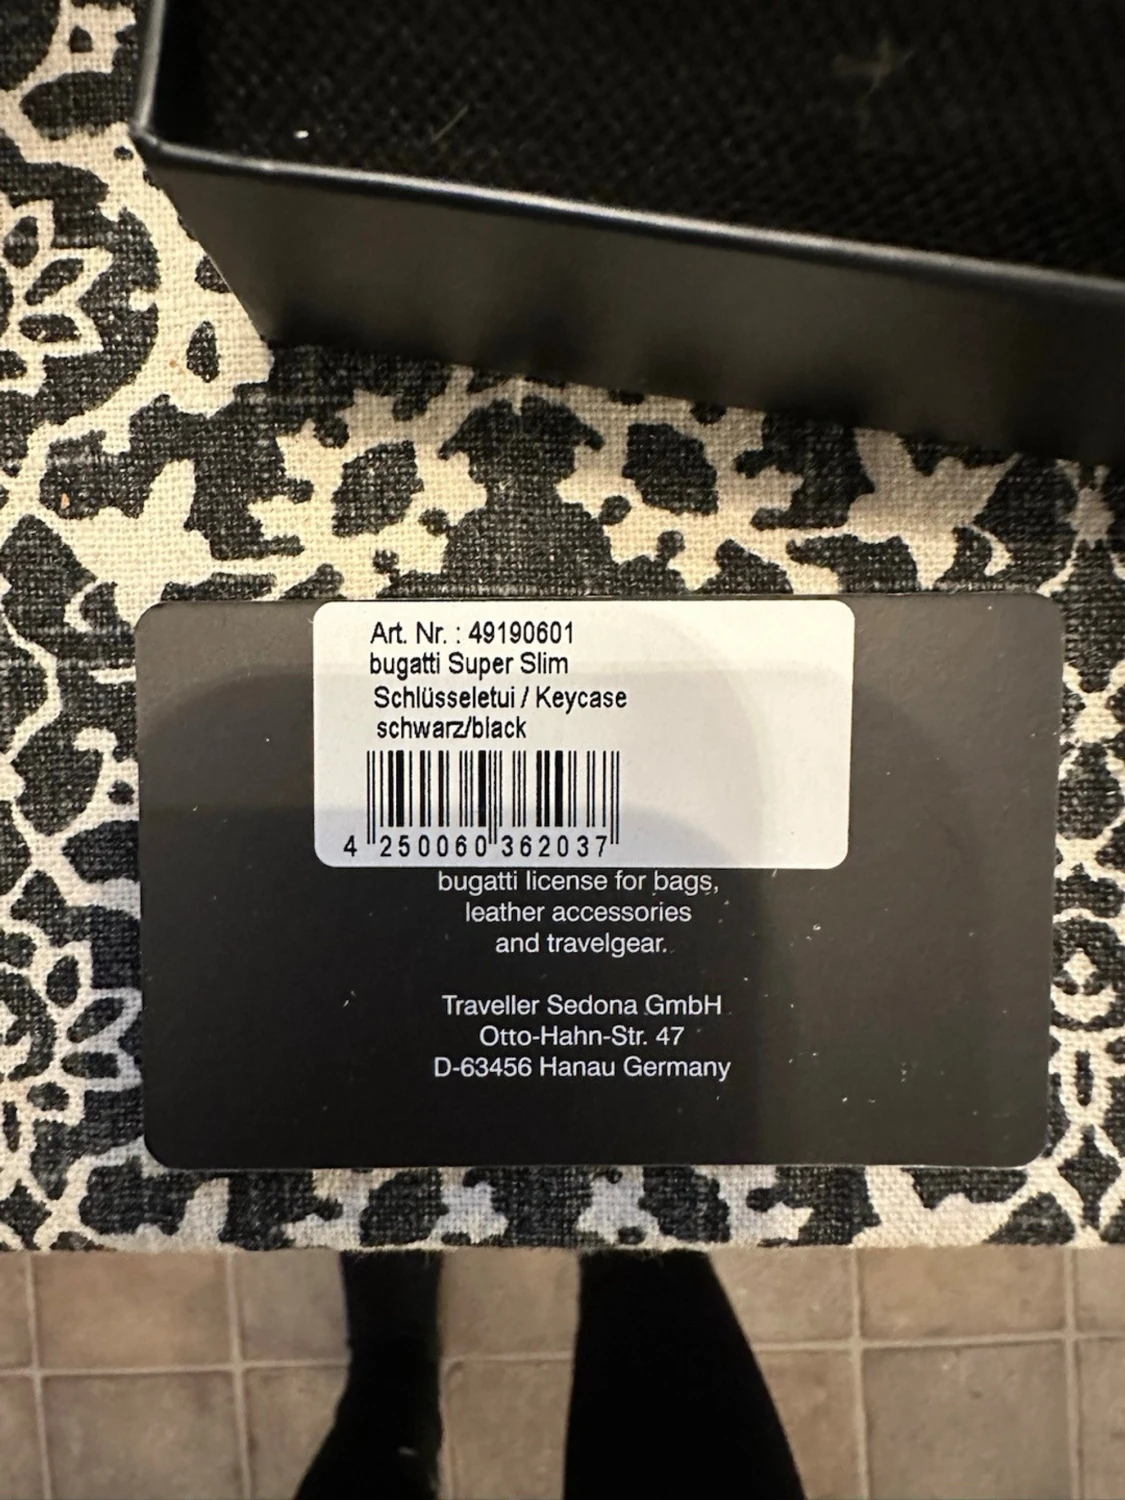 Art. Nr. : 49190601
bugatti Super Slim
Schlüsseletui / Keycase
schwarz/black
4 250060 362037
bugatti license for bags,
leather accessories
and travelgear.
Traveller Sedona GmbH
Otto-Hahn-Str. 47
D-63456 Hanau Germany